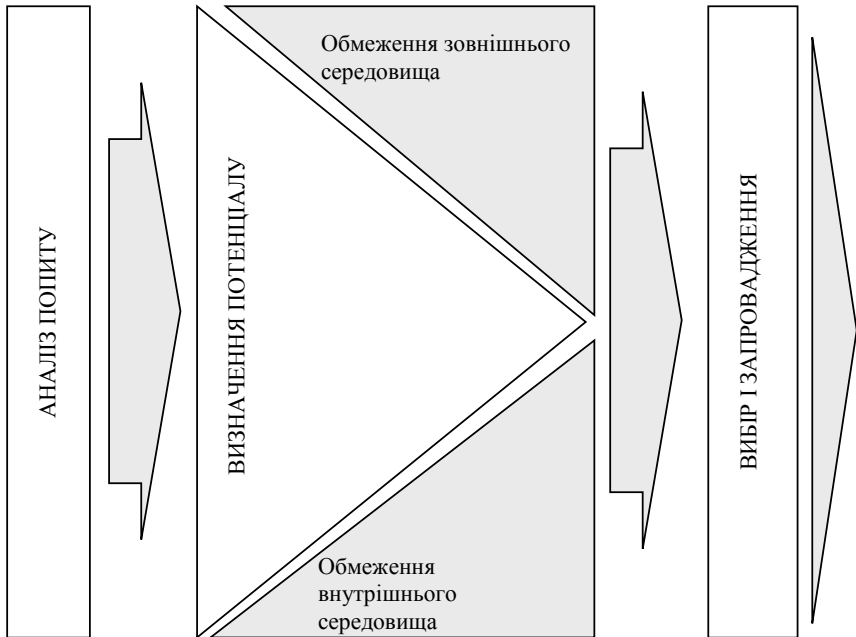 АНАЛІЗ ПОПИТУ
ВИЗНАЧЕННЯ ПОТЕНЦІАЛУ
Обмеження зовнішнього
середовища
Обмеження
внутрішнього
середовища
ВИБІР І ЗАПРОВАДЖЕННЯ